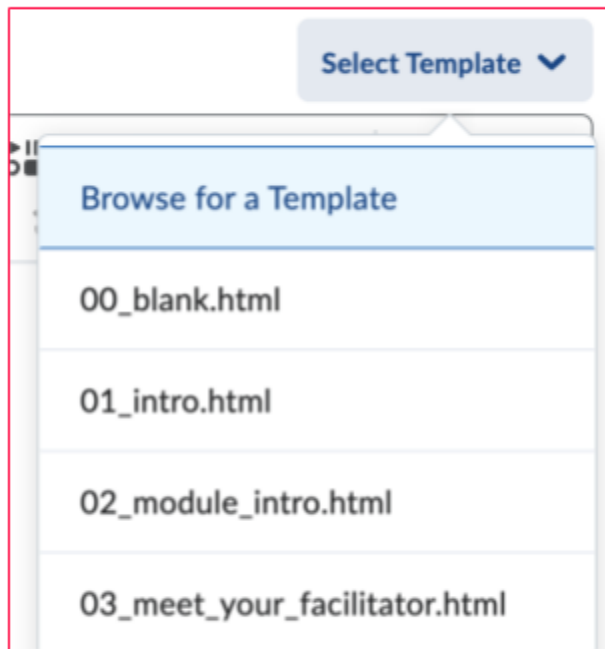 Select Template
Browse for a Template
00_blank.html
01_intro.html
02_module_intro.html
03_meet_your_facilitator.html